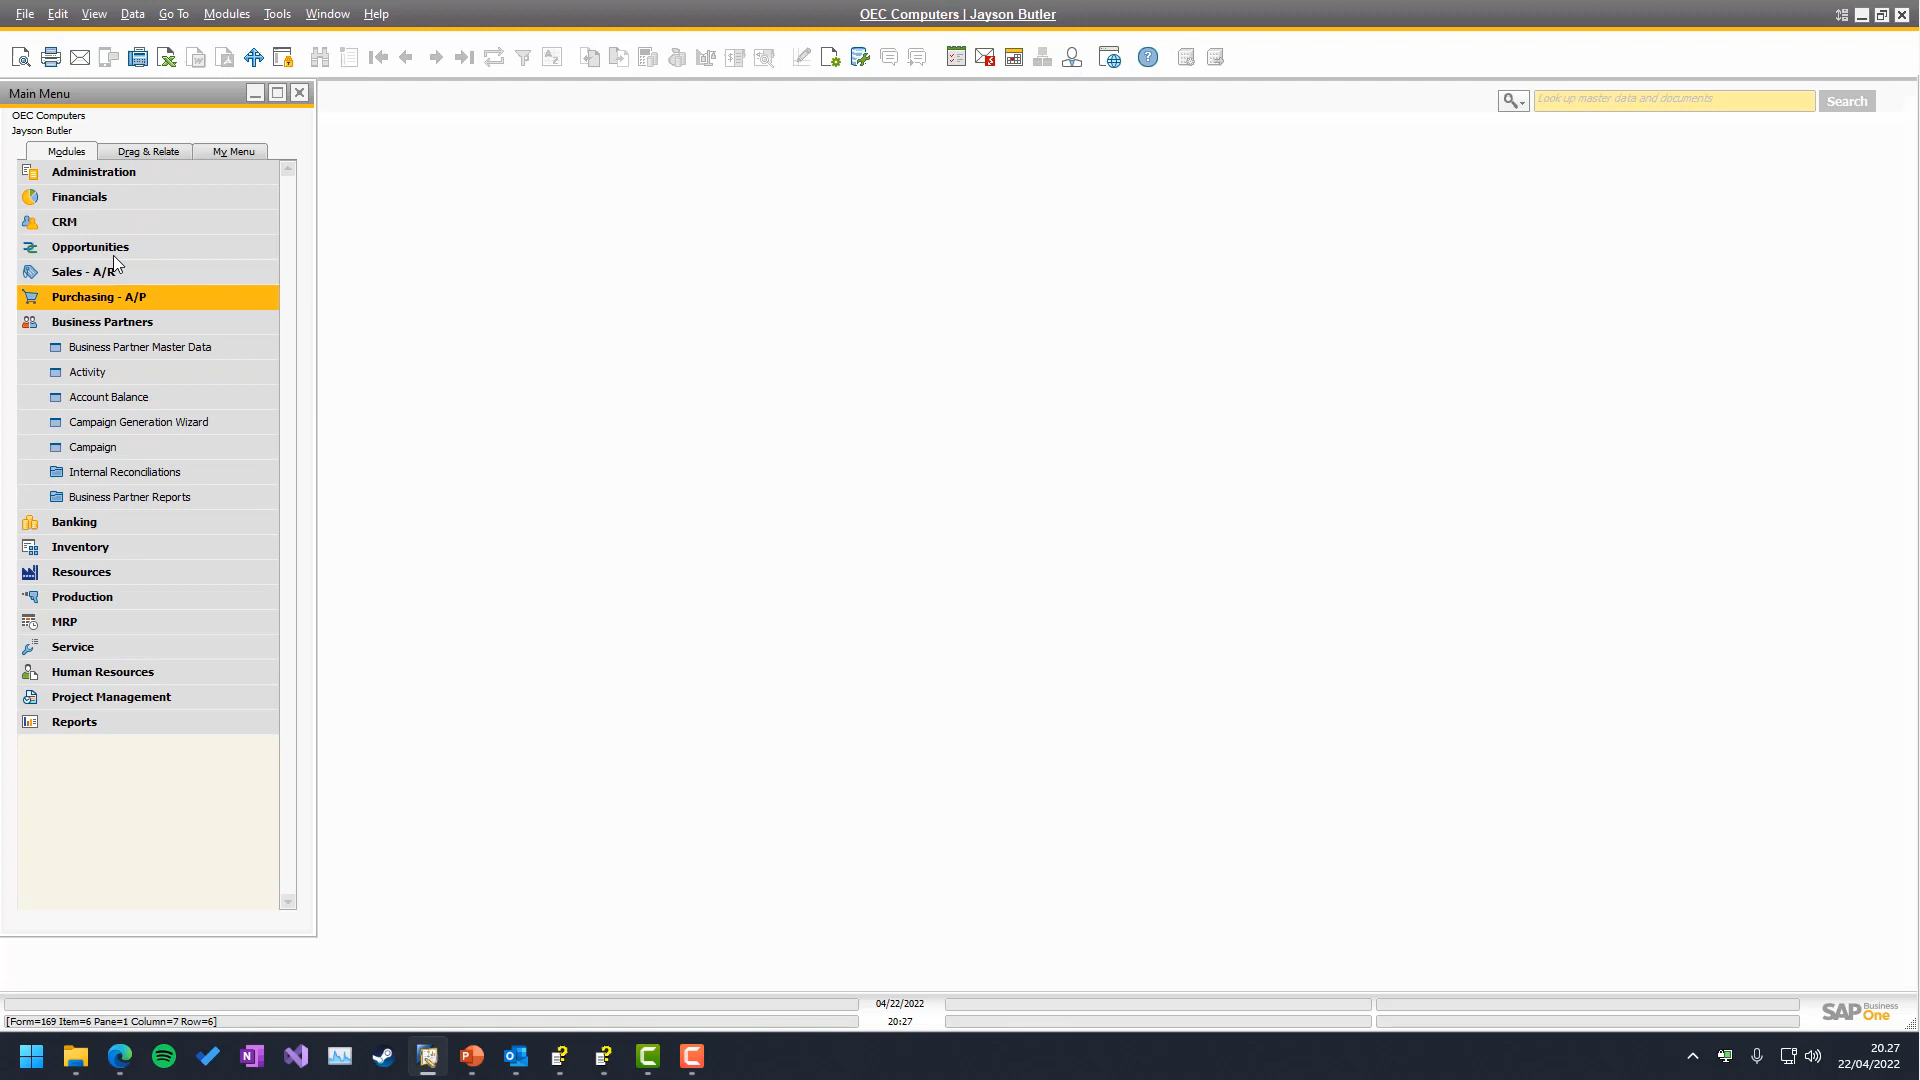 File Edit View Data Go To Modules Tools Window Help
OEC Computers | Jayson Butler
Main Menu
Look up master data and documents
Search
OEC Computers
Jayson Butler
Modules Drag & Relate My Menu
Administration
Financials
CRM
Opportunities
Sales - A/R
Purchasing - A/P
Business Partners
Business Partner Master Data
Activity
Account Balance
Campaign Generation Wizard
Campaign
Internal Reconciliations
Business Partner Reports
Banking
Inventory
Resources
Production
MRP
Service
Human Resources
Project Management
Reports
04/22/2022
[Form=169 Item=6 Pane=1 Column=7 Row=6]
20:27
SAP Business One
20.27
22/04/2022